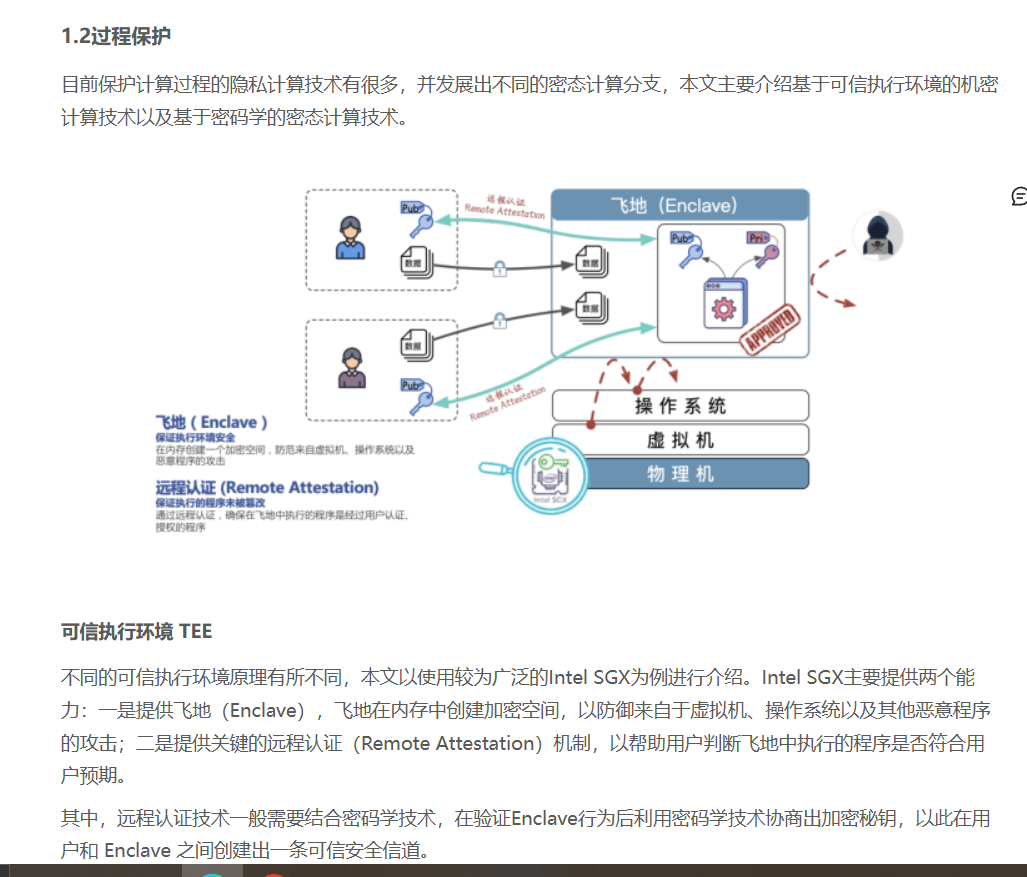 1.2过程保护
目前保护计算过程的隐私计算技术有很多，并发展出不同的密态计算分支，本文主要介绍基于可信执行环境的机密
计算技术以及基于密码学的密态计算技术。
远程认证
Remote Attestation
飞地（Enclave）
Pub
数据
数据
Pub
Pri
数据
数据
Pub
APPROVED
远程认证
Remote Attestation
操作系统
虚拟机
物理机
Intel SGX
飞地（Enclave）
保证执行环境安全
在内存创建一个加密空间，防范来自虚拟机、操作系统以及
恶意程序的攻击
远程认证 (Remote Attestation)
保证执行的程序未被篡改
通过远程认证，确保在飞地中执行的程序是经过用户认证、
授权的程序
可信执行环境 TEE
不同的可信执行环境原理有所不同，本文以使用较为广泛的Intel SGX为例进行介绍。Intel SGX主要提供两个能
力：一是提供飞地（Enclave），飞地在内存中创建加密空间，以防御来自于虚拟机、操作系统以及其他恶意程序
的攻击；二是提供关键的远程认证（Remote Attestation）机制，以帮助用户判断飞地中执行的程序是否符合用
户预期。
其中，远程认证技术一般需要结合密码学技术，在验证Enclave行为后利用密码学技术协商出加密秘钥，以此在用
户和 Enclave 之间创建出一条可信安全信道。